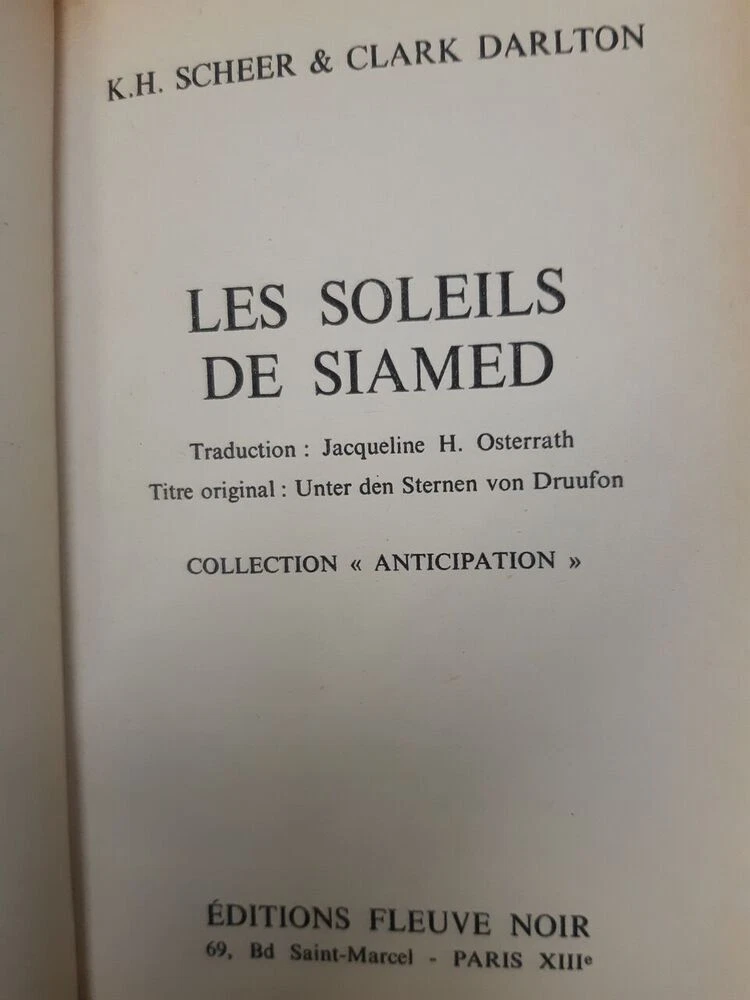 K.H. SCHEER & CLARK DARLTON
LES SOLEILS
DE SIAMED
Traduction : Jacqueline H. Osterrath
Titre original : Unter den Sternen von Druufon
COLLECTION « ANTICIPATION »
ÉDITIONS FLEUVE NOIR
69, Bd Saint-Marcel - PARIS XIIIᵉ